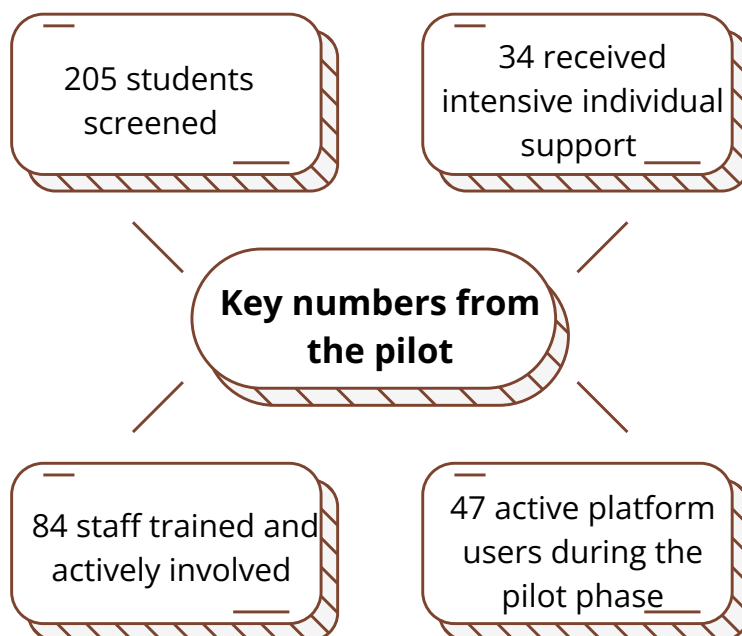 205 students
screened
34 received
intensive individual
support
Key numbers from
the pilot
84 staff trained and
actively involved
47 active platform
users during the
pilot phase